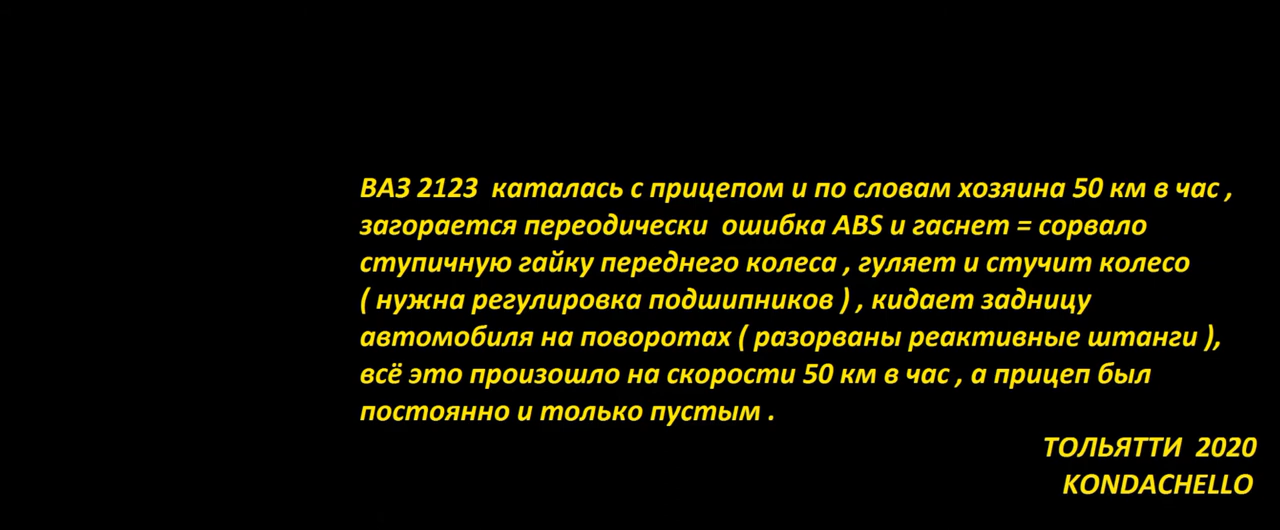 ВАЗ 2123  каталась с прицепом и по словам хозяина 50 км в час ,
загорается переодически  ошибка ABS и гаснет = сорвало
ступичную гайку переднего колеса , гуляет и стучит колесо
( нужна регулировка подшипников ) , кидает задницу
автомобиля на поворотах ( разорваны реактивные штанги ),
всё это произошло на скорости 50 км в час , а прицеп был
постоянно и только пустым .
ТОЛЬЯТТИ  2020
KONDACHELLO